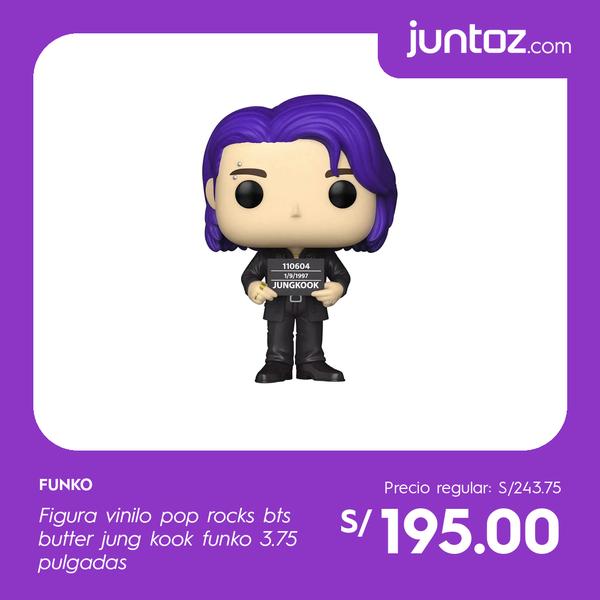 juntoz.com
110604
1/9/1997
JUNGKOOK
FUNKO
Figura vinilo pop rocks bts
butter jung kook funko 3.75
pulgadas
Precio regular: S/243.75
S/195.00